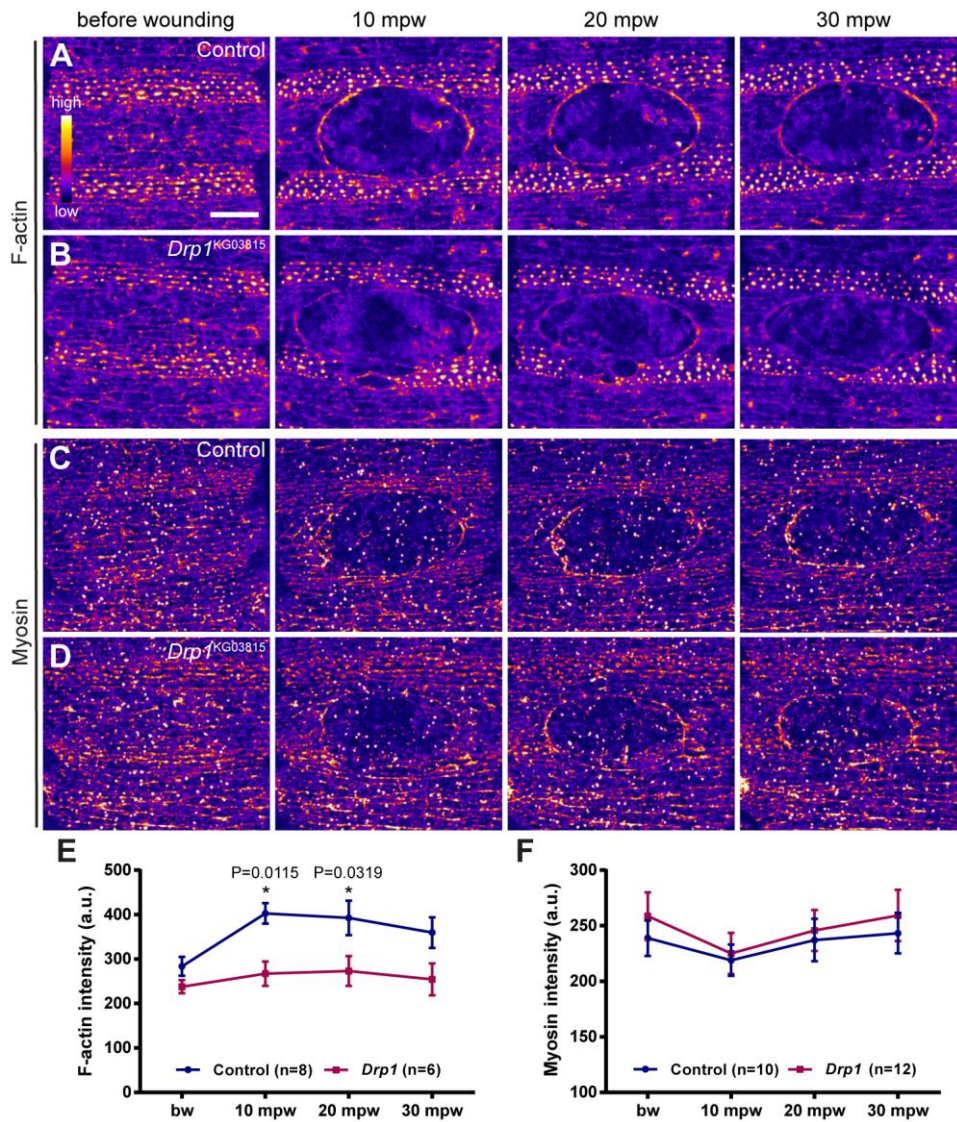 before wounding 10 mpw 20 mpw 30 mpw
F-actin
A Control
high
low
B Drp1KG03815
Myosin
C Control
D Drp1KG03815
E
F-actin intensity (a.u.)
500
400
300
200
100
0
P=0.0115 P=0.0319
* *
Control (n=8) Drp1 (n=6)
bw 10 mpw 20 mpw 30 mpw
F
Myosin intensity (a.u.)
300
250
200
150
100
Control (n=10) Drp1 (n=12)
bw 10 mpw 20 mpw 30 mpw